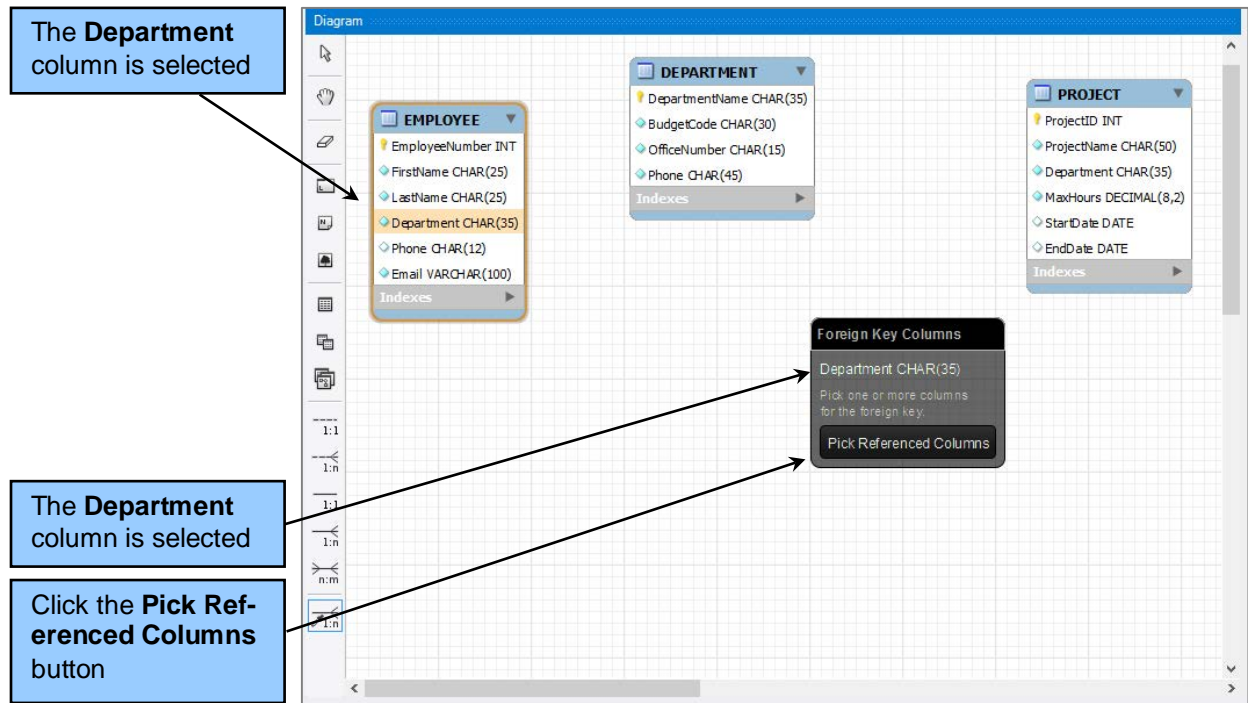 The Department
column is selected
Diagram
EMPLOYEE
EmployeeNumber INT
FirstName CHAR(25)
LastName CHAR(25)
Department CHAR(35)
Phone CHAR(12)
Email VARCHAR(100)
Indexes
DEPARTMENT
DepartmentName CHAR(35)
BudgetCode CHAR(30)
OfficeNumber CHAR(15)
Phone CHAR(45)
Indexes
PROJECT
ProjectID INT
ProjectName CHAR(50)
Department CHAR(35)
MaxHours DECIMAL(8,2)
StartDate DATE
EndDate DATE
Indexes
Foreign Key Columns
Department CHAR(35)
Pick one or more columns
for the foreign key.
Pick Referenced Columns
1:1
1:n
1:1
1:n
n:m
1:n
The Department
column is selected
Click the Pick Ref-
erenced Columns
button